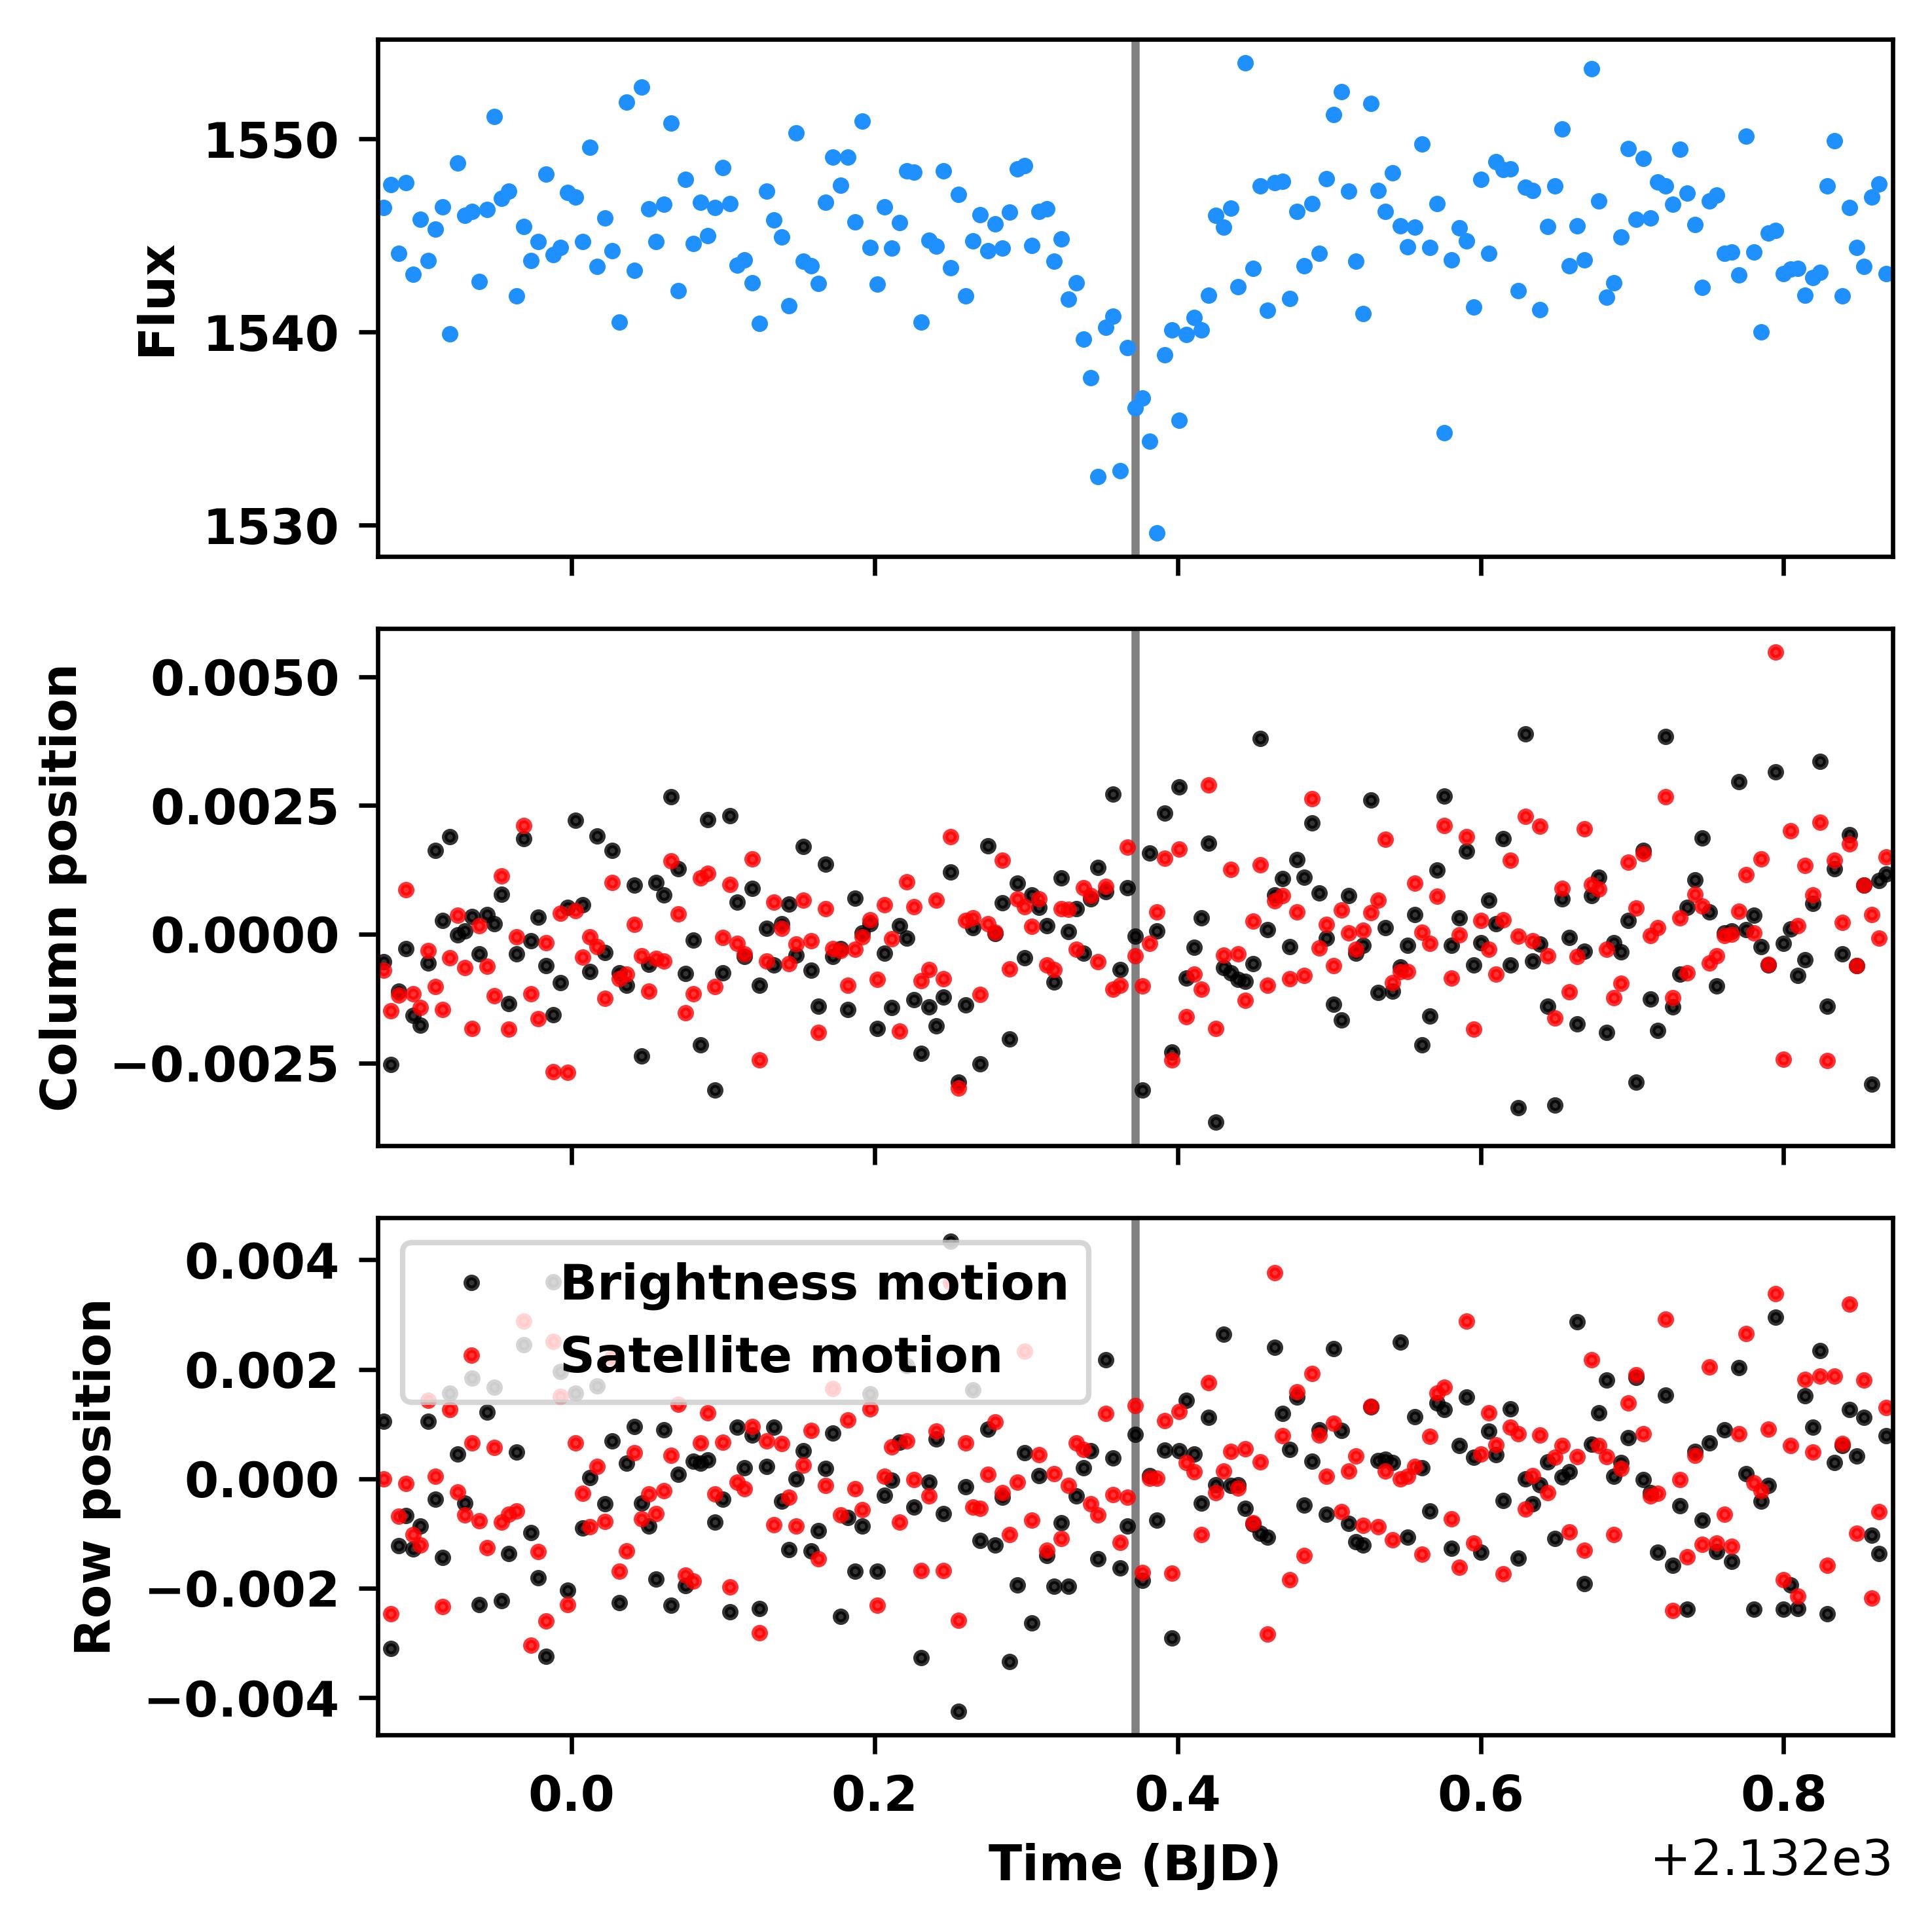 Flux
1550
1540
1530
Column position
0.0050
0.0025
0.0000
−0.0025
Row position
0.004
0.002
0.000
−0.002
−0.004
Brightness motion
Satellite motion
0.0 0.2 0.4 0.6 0.8
Time (BJD)
+2.132e3